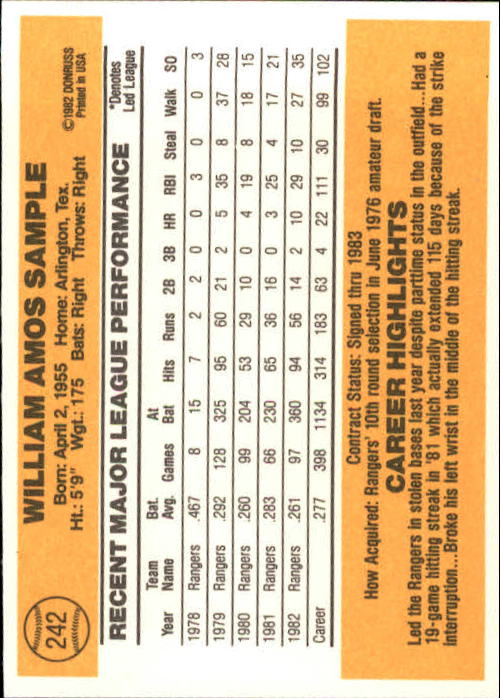 242
WILLIAM AMOS SAMPLE
Born: April 2, 1955 Home: Arlington, Tex.
Ht.: 5'9" Wgt.: 175 Bats: Right Throws: Right
©1982 DONRUSS
Printed in USA
RECENT MAJOR LEAGUE PERFORMANCE
*Denotes
Led League
Year Team Name Bat. Avg. Games At Bat Hits Runs 2B 3B HR RBI Steal Walk SO
1978 Rangers .467 8 15 7 2 2 0 0 3 0 0 3
1979 Rangers .292 128 325 95 60 21 2 5 35 8 37 28
1980 Rangers .260 99 204 53 29 10 0 4 19 8 18 15
1981 Rangers .283 66 230 65 36 16 0 3 25 4 17 21
1982 Rangers .261 97 360 94 56 14 2 10 29 10 27 35
Career .277 398 1134 314 183 63 4 22 111 30 99 102
Contract Status: Signed thru 1983
How Acquired: Rangers' 10th round selection in June 1976 amateur draft.
CAREER HIGHLIGHTS
Led the Rangers in stolen bases last year despite parttime status in the outfield...Had a
19-game hitting streak in '81 which actually extended 115 days because of the strike
interruption...Broke his left wrist in the middle of the hitting streak.